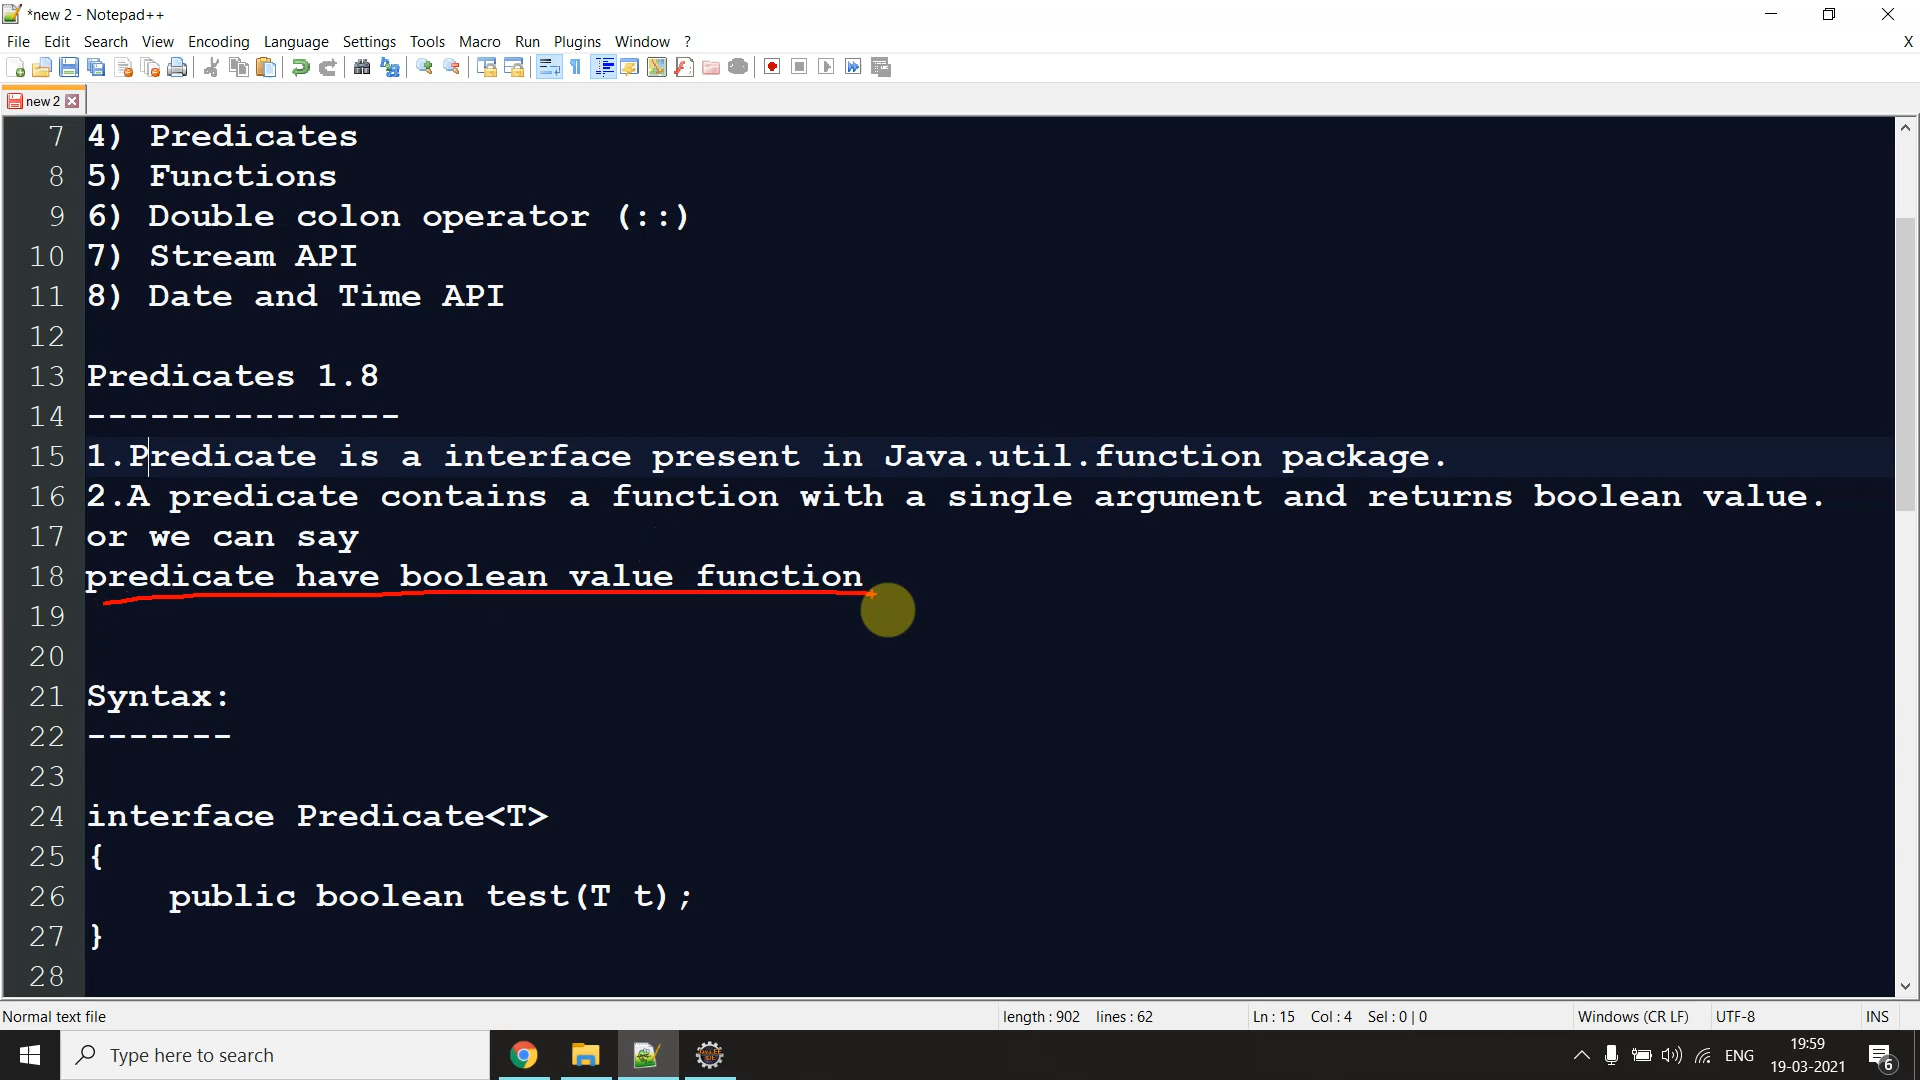 *new 2 - Notepad++
File Edit Search View Encoding Language Settings Tools Macro Run Plugins Window ? X
new 2
7 4) Predicates
8 5) Functions
9 6) Double colon operator (::)
10 7) Stream API
11 8) Date and Time API
12
13 Predicates 1.8
14 ---------------
15 1.Predicate is a interface present in Java.util.function package.
16 2.A predicate contains a function with a single argument and returns boolean value.
17 or we can say
18 predicate have boolean value function
19
20
21 Syntax:
22 -------
23
24 interface Predicate<T>
25 {
26 public boolean test(T t);
27 }
28
Normal text file length : 902 lines : 62 Ln : 15 Col : 4 Sel : 0 | 0 Windows (CR LF) UTF-8 INS
Type here to search ENG 19:59
19-03-2021 6